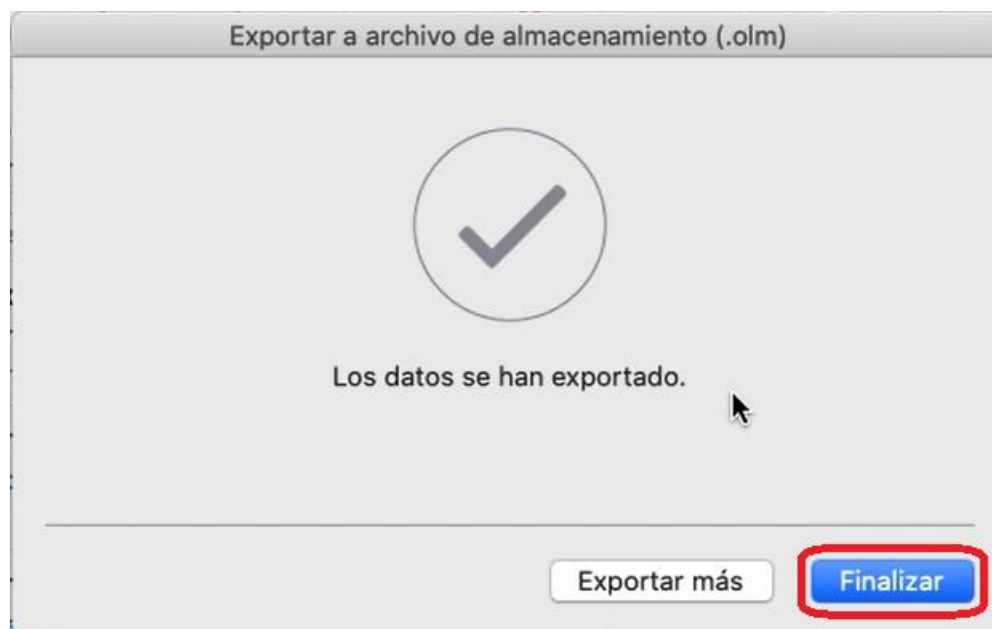 Exportar a archivo de almacenamiento (.olm)
Los datos se han exportado.
Exportar más
Finalizar